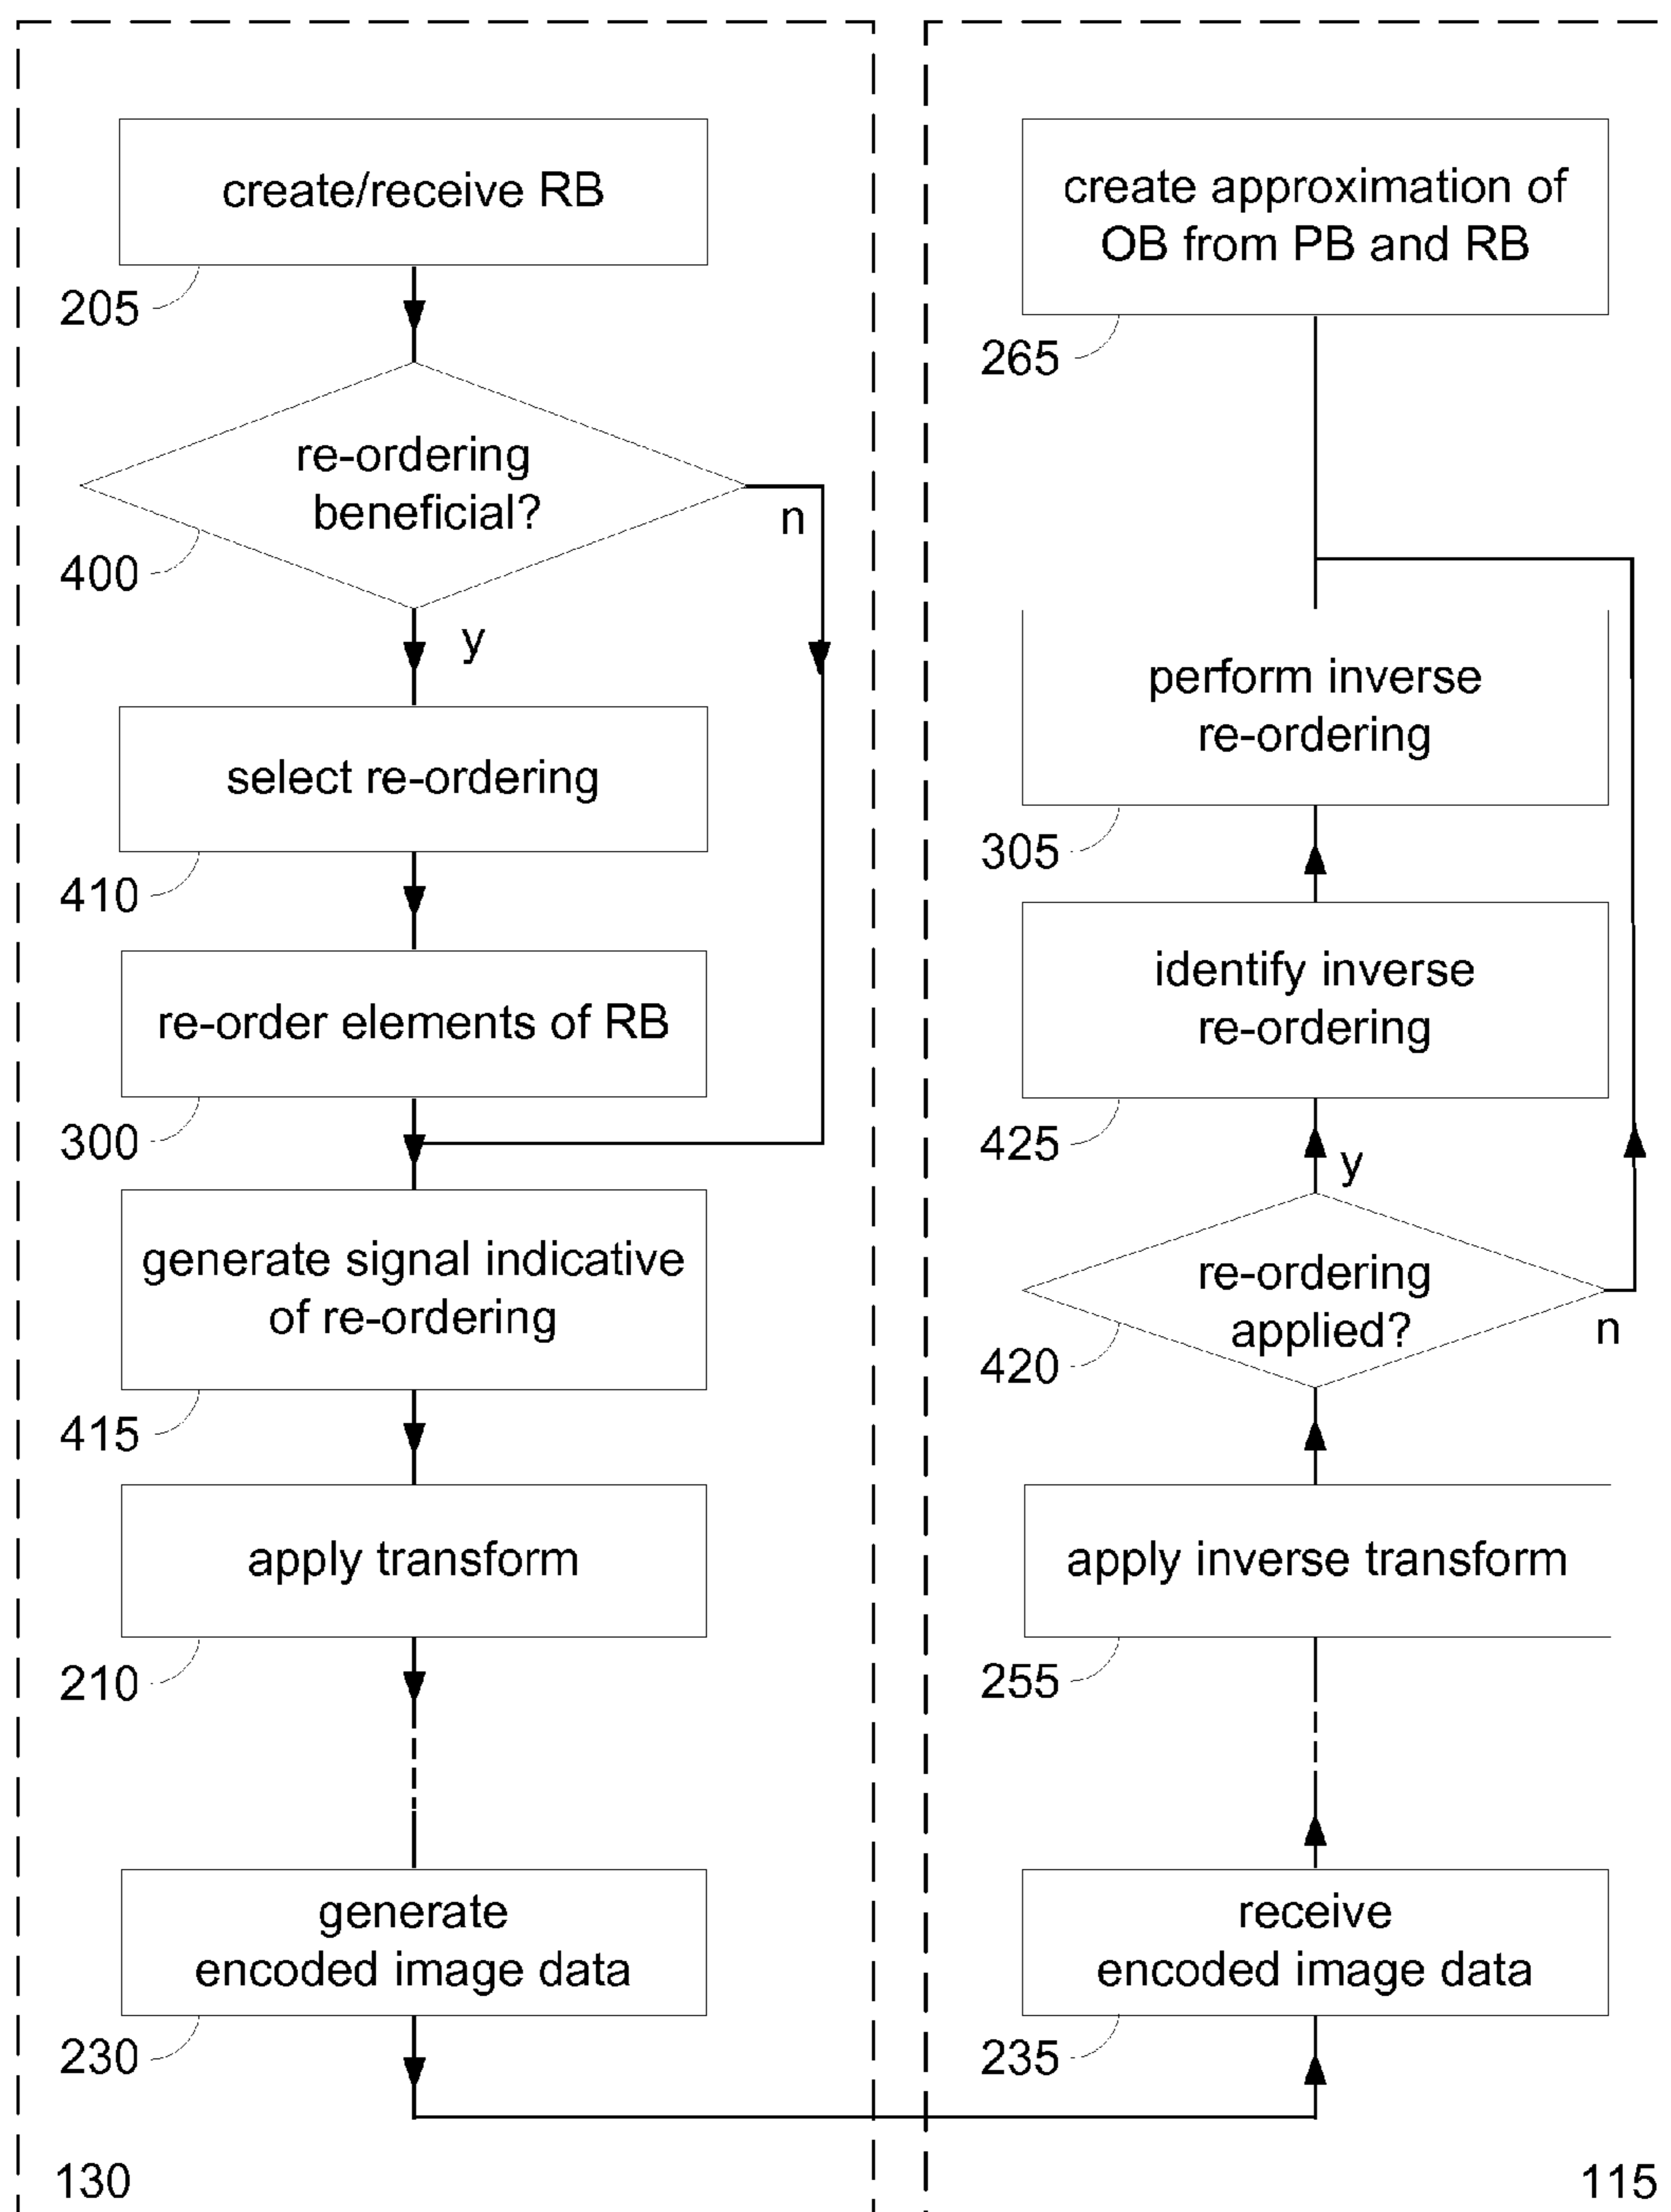 create/receive RB
205
re-ordering
beneficial?
n
400
y
select re-ordering
410
re-order elements of RB
300
generate signal indicative
of re-ordering
415
apply transform
210
generate
encoded image data
230
130
create approximation of
OB from PB and RB
265
perform inverse
re-ordering
305
identify inverse
re-ordering
425
y
re-ordering
applied?
n
420
apply inverse transform
255
receive
encoded image data
235
115